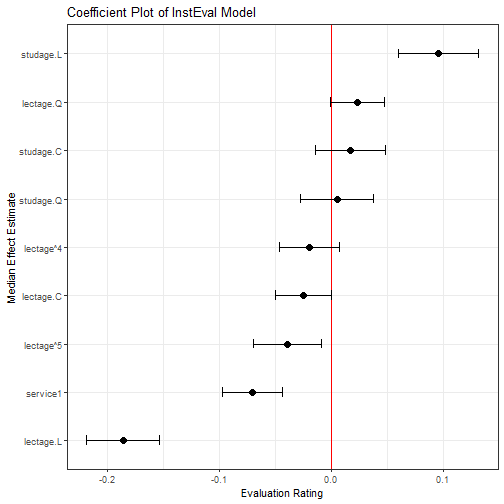 Coefficient Plot of InstEval Model
Median Effect Estimate
studage.L
lectage.Q
studage.C
studage.Q
lectage^4
lectage.C
lectage^5
service1
lectage.L
-0.2 -0.1 0.0 0.1
Evaluation Rating